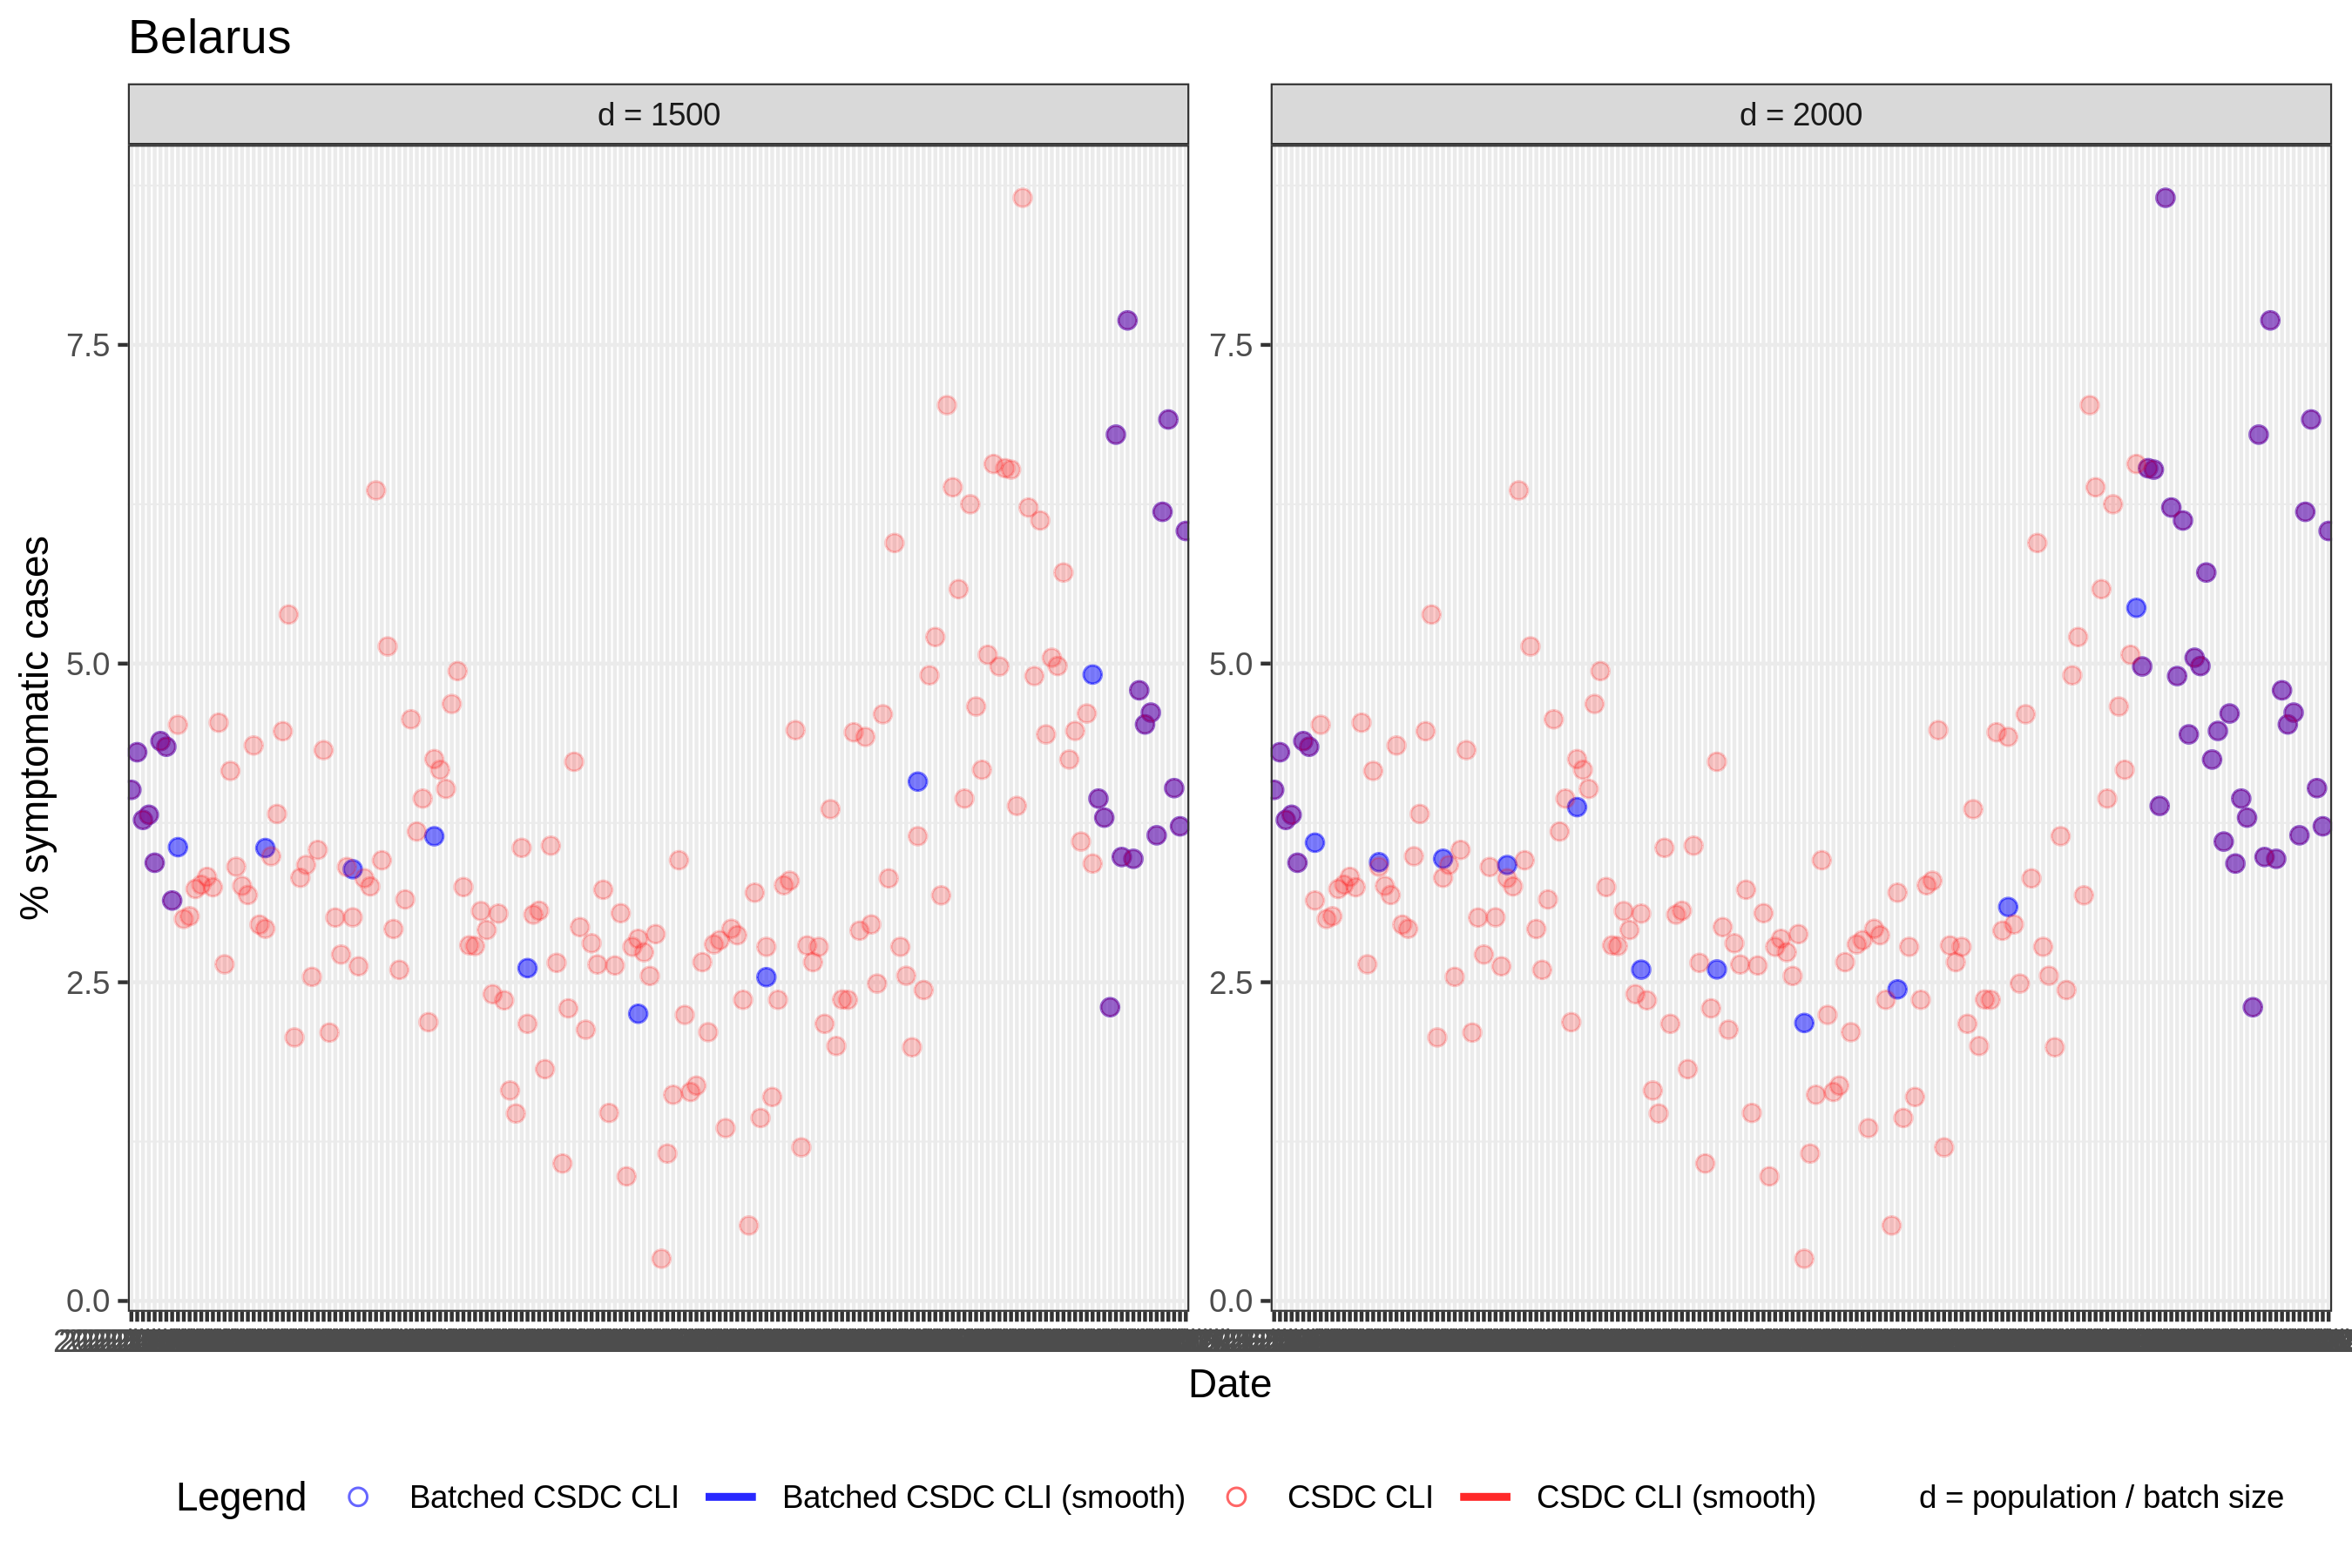 Belarus
d = 1500
d = 2000
% symptomatic cases
7.5
5.0
2.5
0.0
7.5
5.0
2.5
0.0
Date
Legend
Batched CSDC CLI
Batched CSDC CLI (smooth)
CSDC CLI
CSDC CLI (smooth)
d = population / batch size